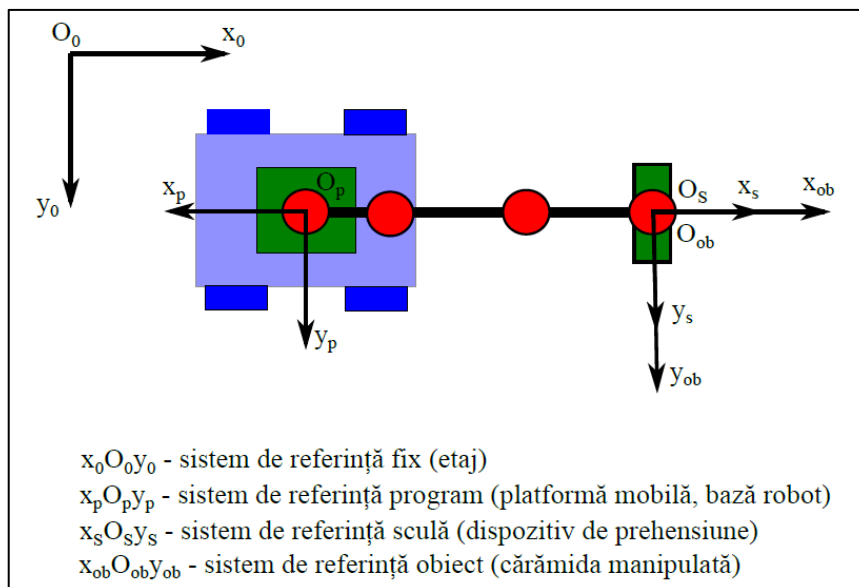 O₀ x₀
y₀
xₚ Oₚ
yₚ
Oₛ xₛ xₒb
Oₒb
yₛ
yₒb
x₀O₀y₀ - sistem de referință fix (etaj)
xₚOₚyₚ - sistem de referință program (platformă mobilă, bază robot)
xₛOₛyₛ - sistem de referință sculă (dispozitiv de prehensiune)
xₒbOₒbyₒb - sistem de referință obiect (cărămida manipulată)